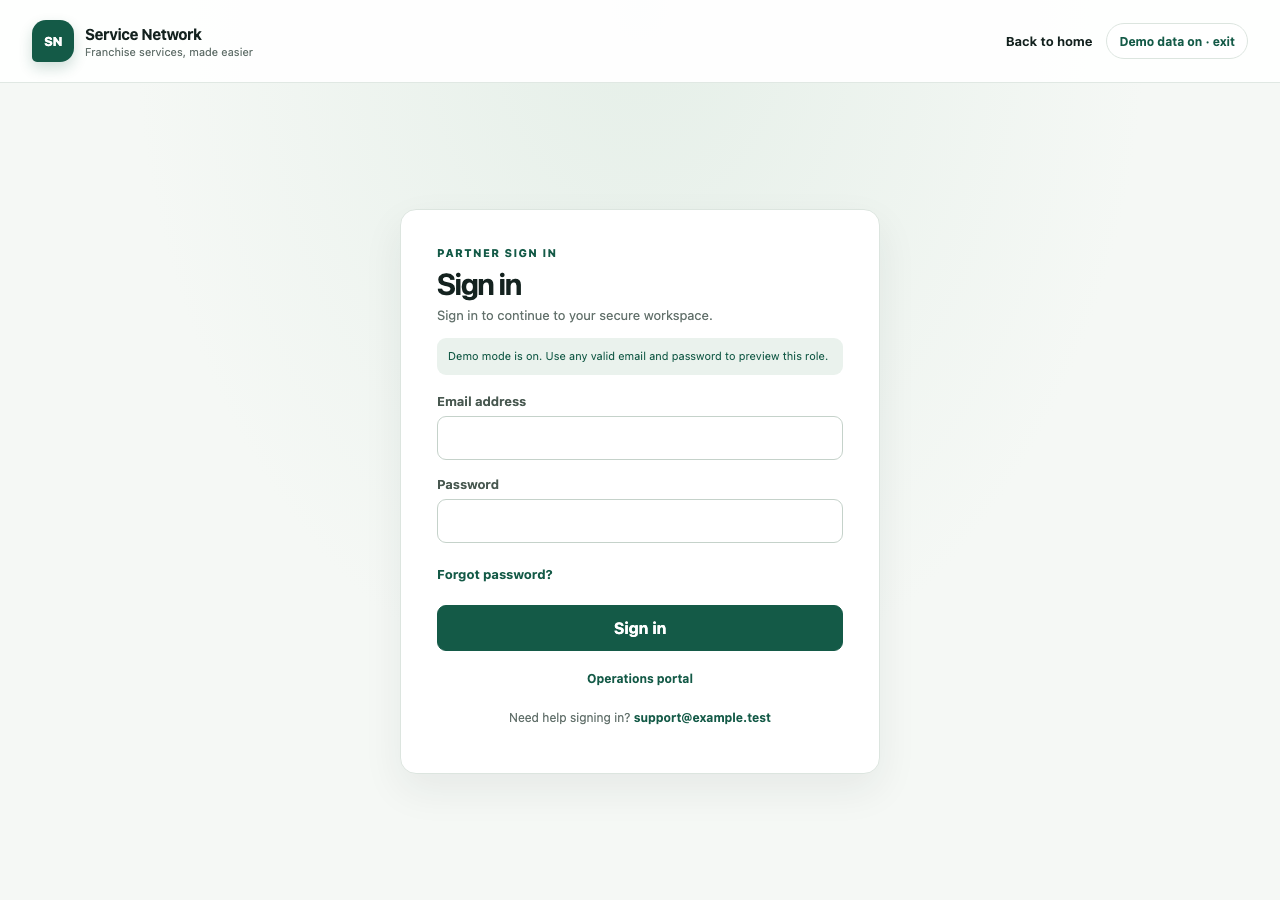 SN
Service Network
Franchise services, made easier
Back to home
Demo data on · exit
PARTNER SIGN IN
Sign in
Sign in to continue to your secure workspace.
Demo mode is on. Use any valid email and password to preview this role.
Email address
Password
Forgot password?
Sign in
Operations portal
Need help signing in? support@example.test